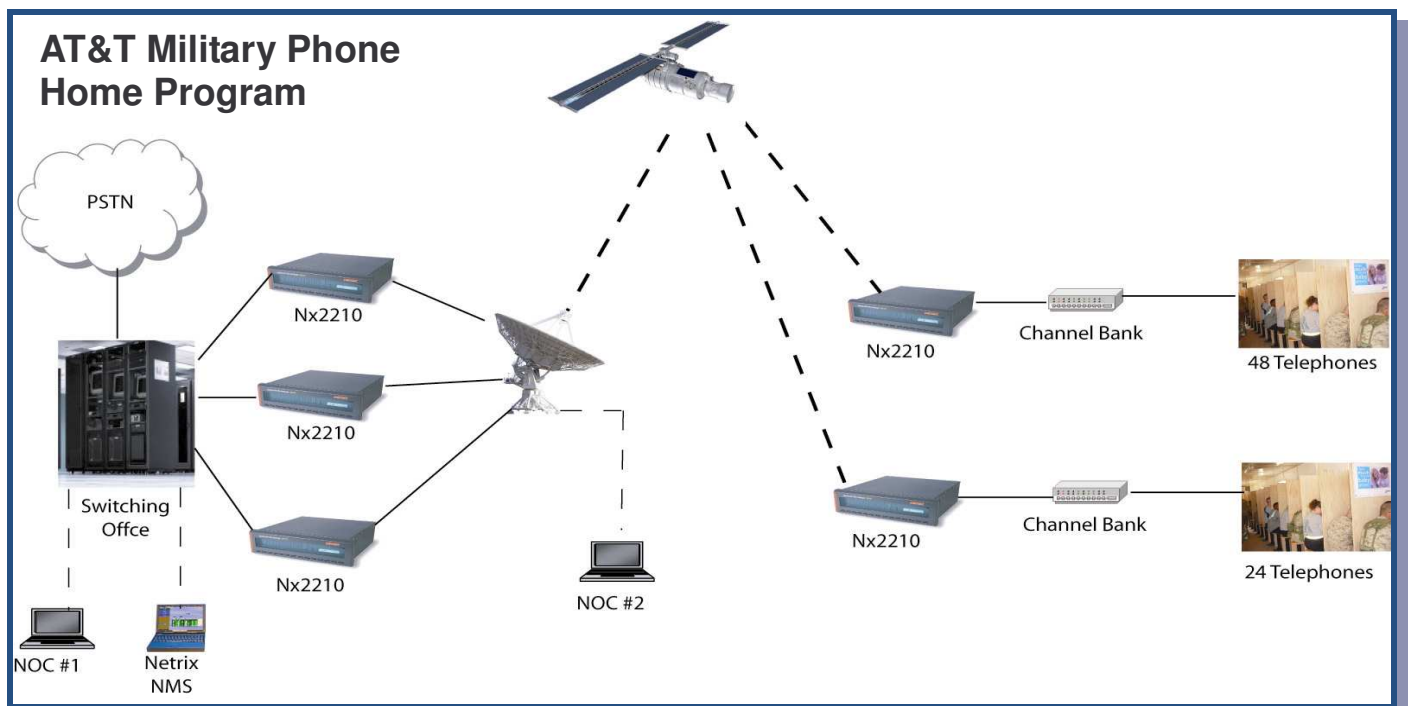 AT&T Military Phone
Home Program
PSTN
Nx2210
Nx2210
Nx2210
Switching
Offce
NOC #1
Netrix
NMS
NOC #2
Nx2210
Channel Bank
48 Telephones
Nx2210
Channel Bank
24 Telephones